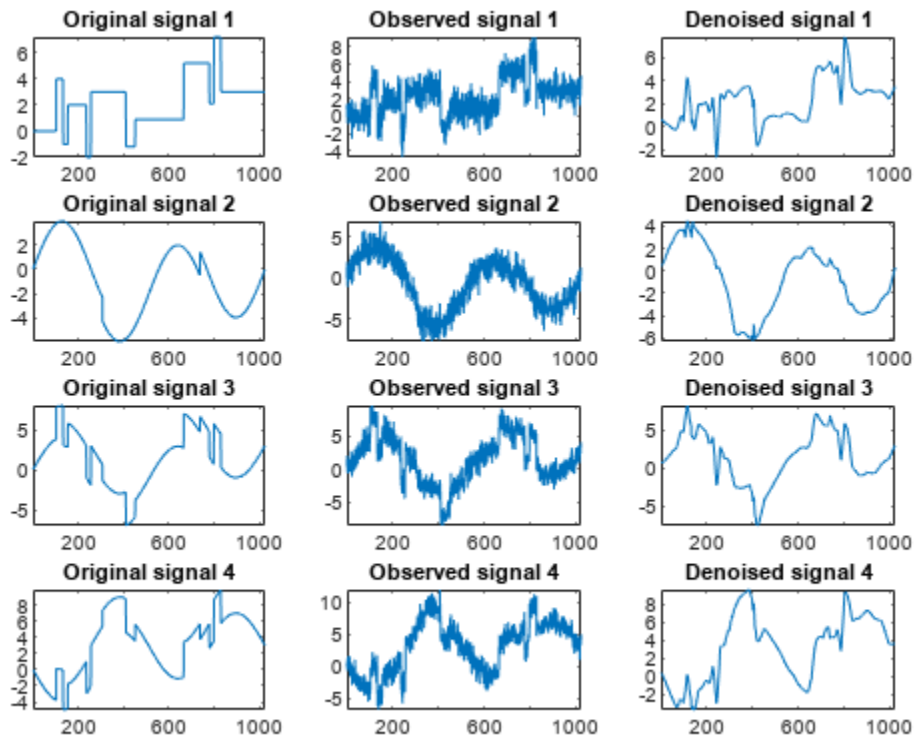 Original signal 1 Observed signal 1 Denoised signal 1
6 4 2 0 -2
8 6 4 2 0 -2 -4
6 4 2 0 -2
200 600 1000 200 600 1000 200 600 1000
Original signal 2 Observed signal 2 Denoised signal 2
2 0 -2 -4
5 0 -5
4 2 0 -2 -4 -6
200 600 1000 200 600 1000 200 600 1000
Original signal 3 Observed signal 3 Denoised signal 3
5 0 -5
5 0 -5
5 0 -5
200 600 1000 200 600 1000 200 600 1000
Original signal 4 Observed signal 4 Denoised signal 4
8 6 4 2 0 -2 -4
10 5 0 -5
8 6 4 2 0 -2
200 600 1000 200 600 1000 200 600 1000